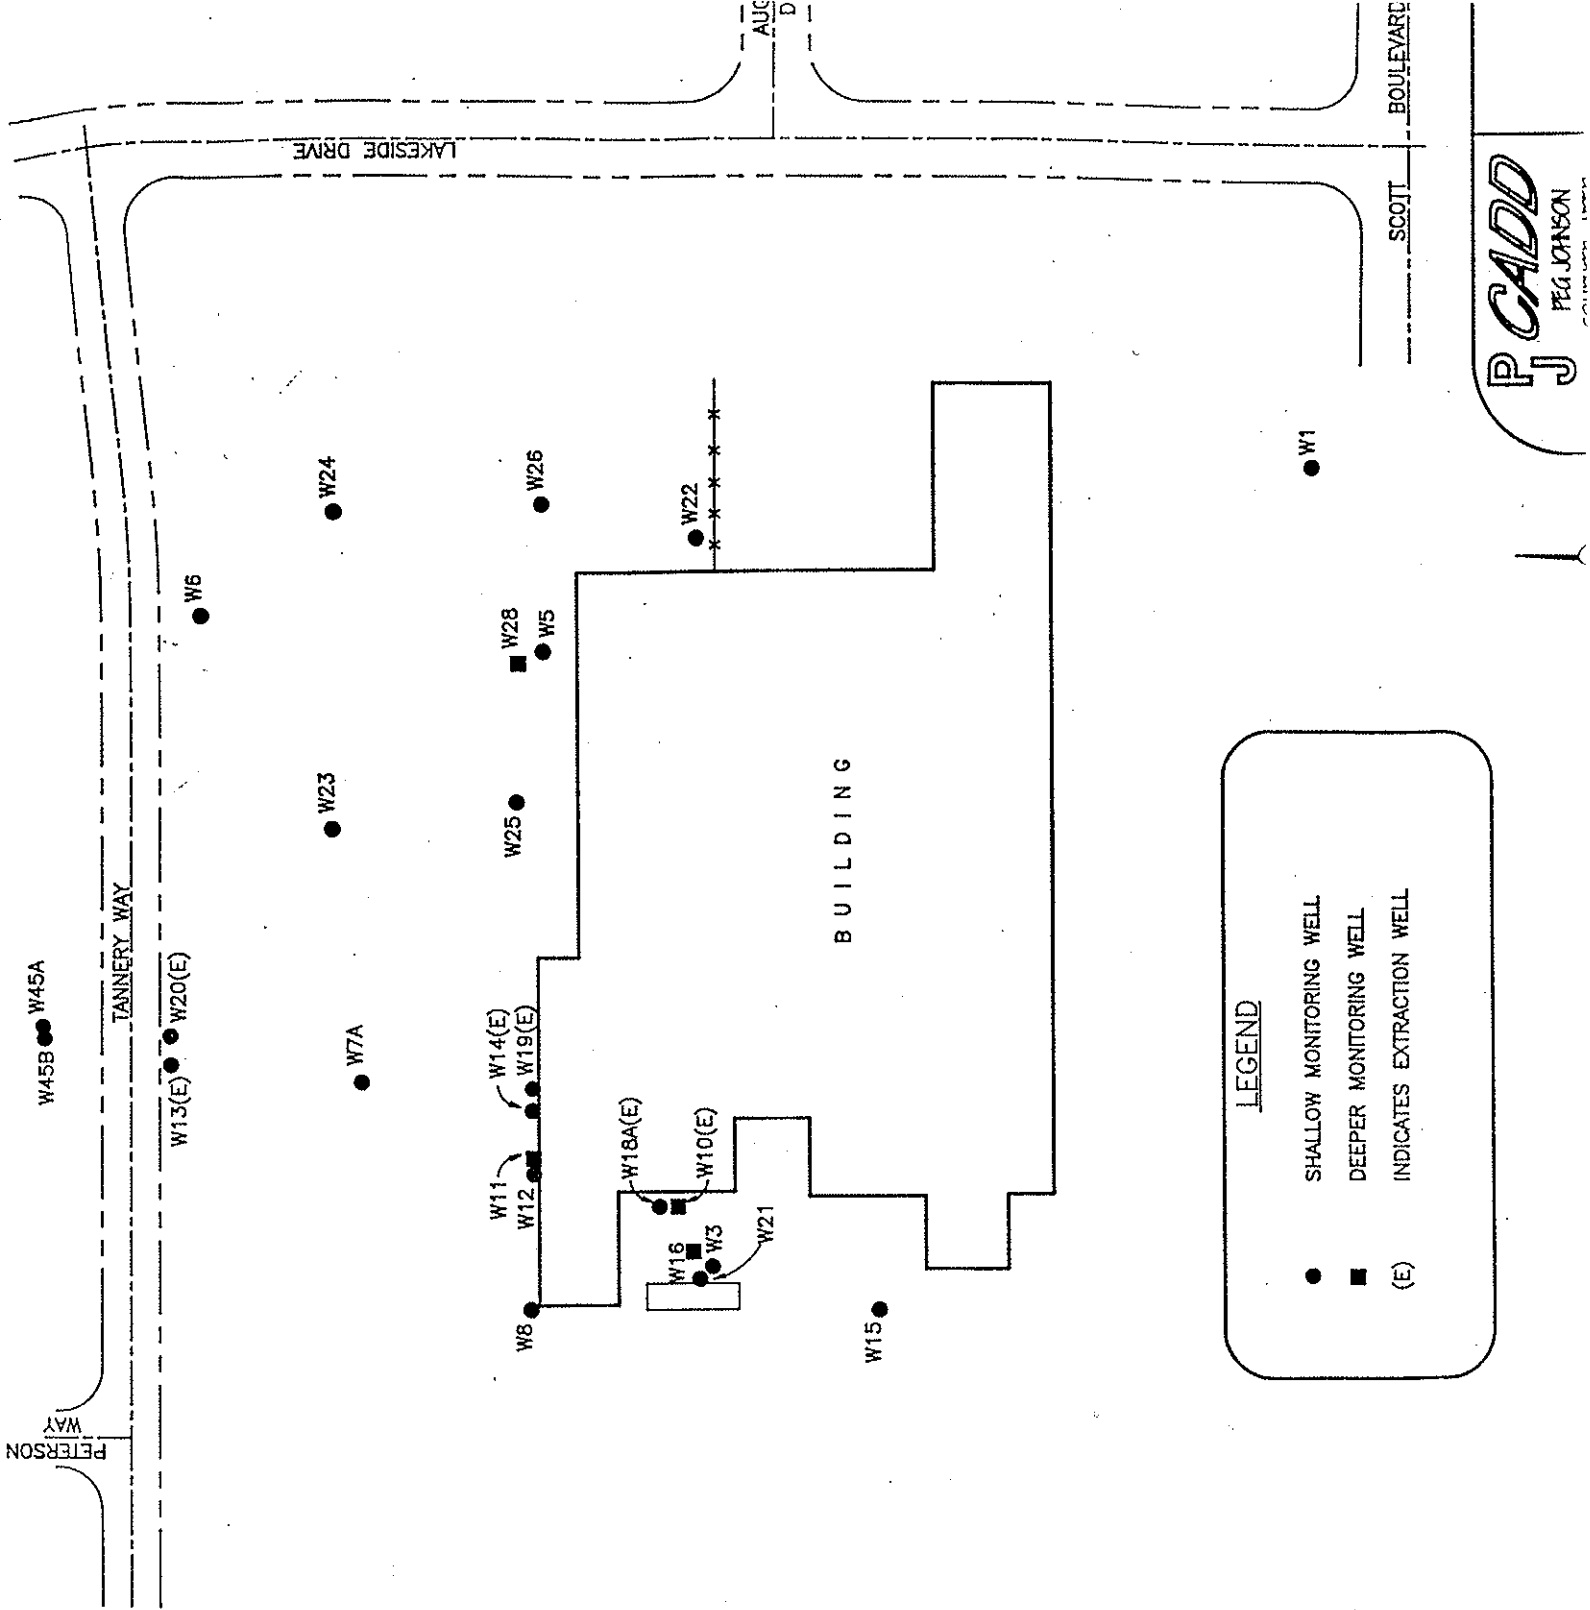 AUG
D
LAKESIDE DRIVE
SCOTT BOULEVARD
PJ CADD
PEG JOHNSON
W24
W26
W22
W1
W6
W28
W5
W23
W25
TANNERY WAY
BUILDING
W45A
W45B
W20(E)
W13(E)
W7A
W14(E)
W19(E)
W11
W12
W18A(E)
W10(E)
W16
W3
W21
W8
W15
PETERSON
WAY
LEGEND
SHALLOW MONITORING WELL
DEEPER MONITORING WELL
(E) INDICATES EXTRACTION WELL